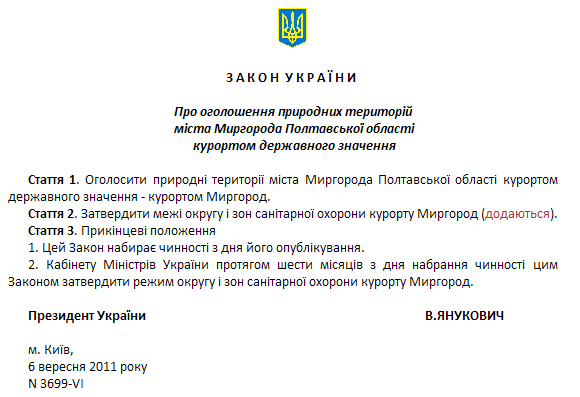 З А К О Н У К Р А Ї Н И
Про оголошення природних територій
міста Миргорода Полтавської області
курортом державного значення
Стаття 1. Оголосити природні території міста Миргорода Полтавської області курортом
державного значення - курортом Миргород.
Стаття 2. Затвердити межі округу і зон санітарної охорони курорту Миргород (додаються).
Стаття 3. Прикінцеві положення
1. Цей Закон набирає чинності з дня його опублікування.
2. Кабінету Міністрів України протягом шести місяців з дня набрання чинності цим
Законом затвердити режим округу і зон санітарної охорони курорту Миргород.
Президент України В.ЯНУКОВИЧ
м. Київ,
6 вересня 2011 року
N 3699-VI